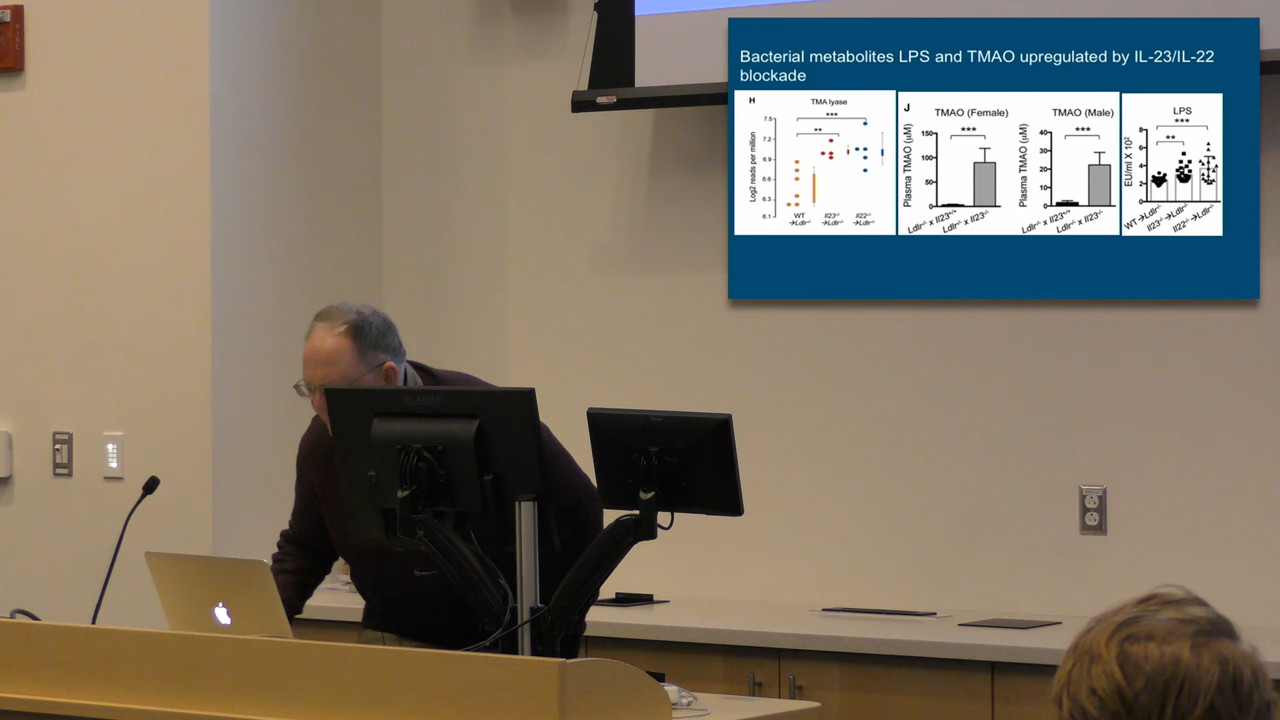 Bacterial metabolites LPS and TMAO upregulated by IL-23/IL-22
blockade
H
TMA lyase
***
**
Log2 reads per million
7.5
7.2
6.9
6.6
6.3
6.1
WT
→Ldlr-/-
Il23-/-
→Ldlr-/-
Il22-/-
→Ldlr-/-
J
TMAO (Female)
***
Plasma TMAO (µM)
150
100
50
0
Ldlr-/- x Il23+/+
Ldlr-/- x Il23-/-
TMAO (Male)
***
Plasma TMAO (µM)
40
30
20
10
0
Ldlr-/- x Il23+/+
Ldlr-/- x Il23-/-
LPS
***
**
EU/ml X 10²
8
6
4
2
0
WT→Ldlr-/-
Il23-/-→Ldlr-/-
Il22-/-→Ldlr-/-